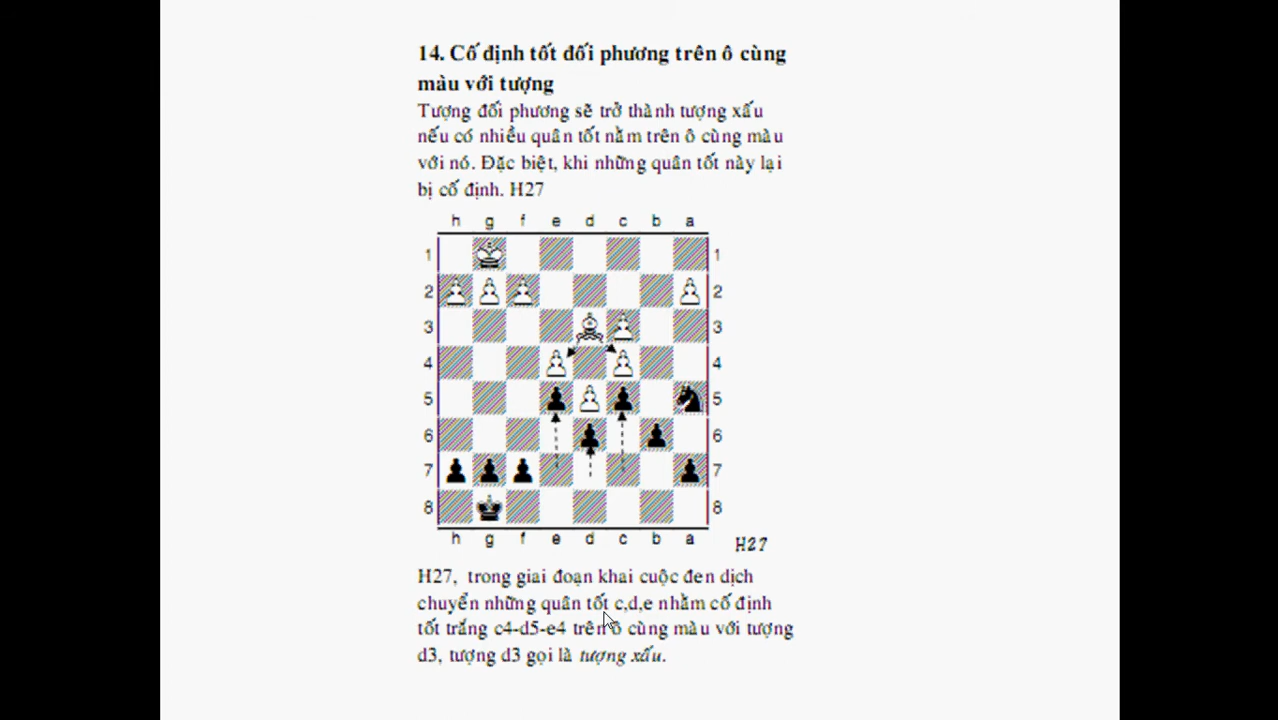 14. Cố định tốt đối phương trên ô cùng
màu với tượng
Tượng đối phương sẽ trở thành tượng xấu
nếu có nhiều quân tốt nằm trên ô cùng màu
với nó. Đặc biệt, khi những quân tốt này lại
bị cố định. H27
h g f e d c b a
1 1
2 2
3 3
4 4
5 5
6 6
7 7
8 8
h g f e d c b a
H27
H27, trong giai đoạn khai cuộc đen dịch
chuyển những quân tốt c,d,e nhằm cố định
tốt trắng c4-d5-e4 trên ô cùng màu với tượng
d3, tượng d3 gọi là tượng xấu.